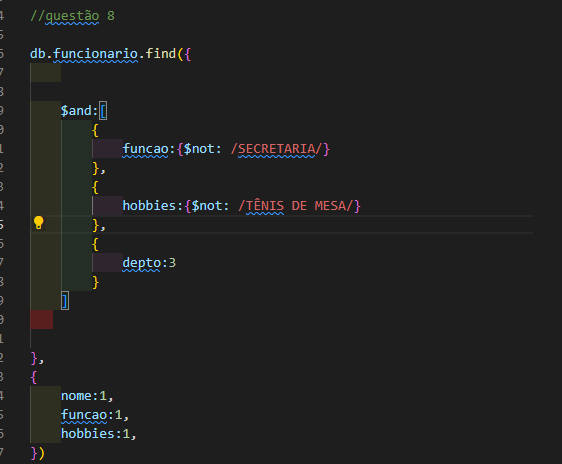 //questão 8
db.funcionario.find({
$and:[
{
funcao:{$not: /SECRETARIA/}
},
{
hobbies:{$not: /TÊNIS DE MESA/}
},
{
depto:3
}
]
},
{
nome:1,
funcao:1,
hobbies:1,
})